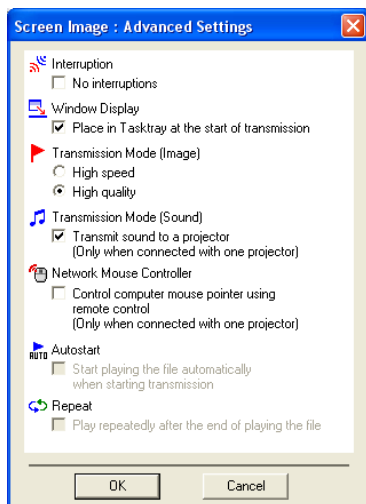 Screen Image : Advanced Settings
Interruption
No interruptions
Window Display
Place in Tasktray at the start of transmission
Transmission Mode (Image)
High speed
High quality
Transmission Mode (Sound)
Transmit sound to a projector
(Only when connected with one projector)
Network Mouse Controller
Control computer mouse pointer using
remote control
(Only when connected with one projector)
AUTO Autostart
Start playing the file automatically
when starting transmission
Repeat
Play repeatedly after the end of playing the file
OK Cancel